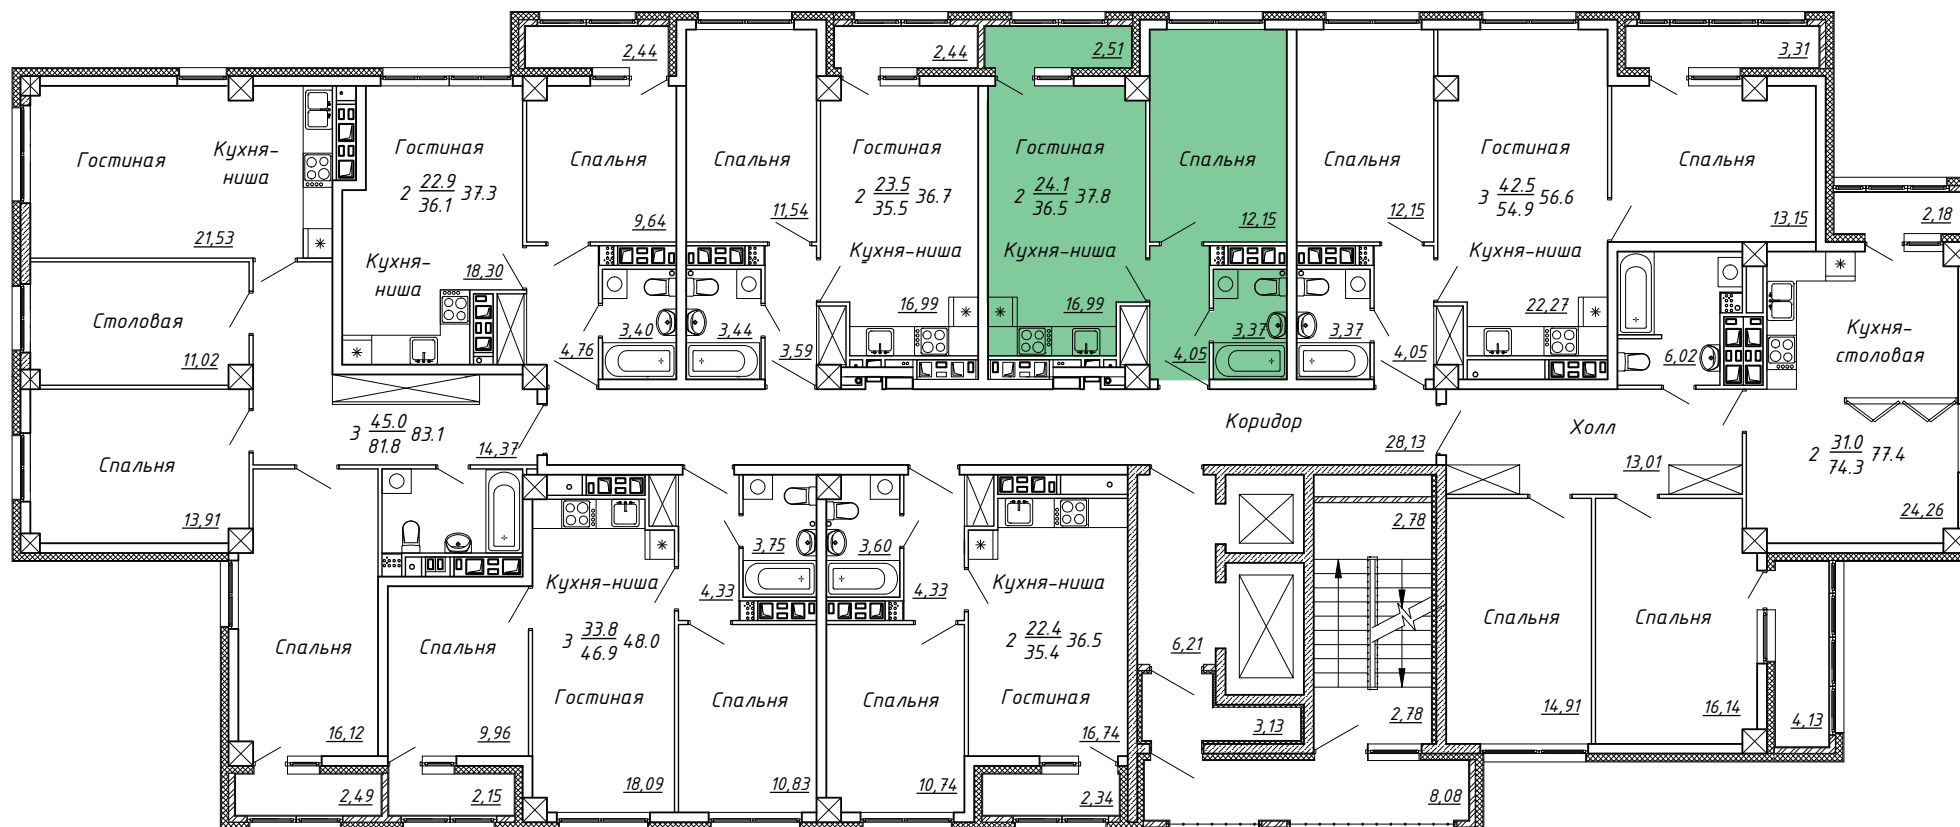 2,44
2,44
2,51
3,31
Гостиная
Кухня-
ниша
21,53
Гостиная
2 22.9 37.3
36.1
Кухня-
ниша
18,30
Спальня
9,64
Спальня
11,54
Гостиная
2 23.5 36.7
35.5
Кухня-ниша
16,99
Гостиная
2 24.1 37.8
36.5
Кухня-ниша
16,99
Спальня
12,15
Спальня
12,15
Гостиная
3 42.5 56.6
54.9
Кухня-ниша
22,27
Спальня
13,15
2,18
Столовая
11,02
4,76
3,40
3,44
3,59
3,37
4,05
3,37
4,05
6,02
Кухня-
столовая
Спальня
13,91
3 45.0 83.1
81.8
14,37
Коридор
28,13
Холл
13,01
2 31.0 77.4
74.3
24,26
Спальня
16,12
Спальня
9,96
Кухня-ниша
3 33.8 48.0
46.9
Гостиная
18,09
4,33
3,75
3,60
4,33
Спальня
10,83
Спальня
10,74
Кухня-ниша
2 22.4 36.5
35.4
Гостиная
16,74
6,21
3,13
2,78
2,78
Спальня
14,91
Спальня
16,14
4,13
2,49
2,15
2,34
8,08